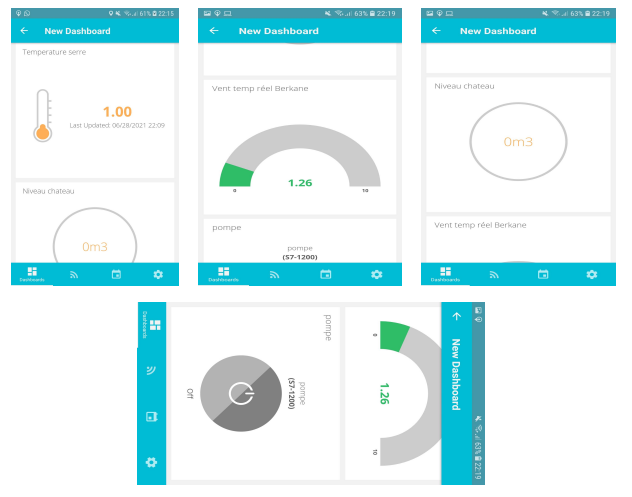 61% 22:15
New Dashboard
Temperature serre
1.00
Last Updated: 06/28/2021 22:09
Niveau chateau
0m3
Dashboards
63% 22:19
New Dashboard
Vent temp réel Berkane
0
1.26
10
pompe
pompe
(S7-1200)
Dashboards
63% 22:19
New Dashboard
Niveau chateau
0m3
Vent temp réel Berkane
Dashboards
63% 22:19
New Dashboard
0
1.26
10
pompe
pompe
(S7-1200)
Off
Dashboards